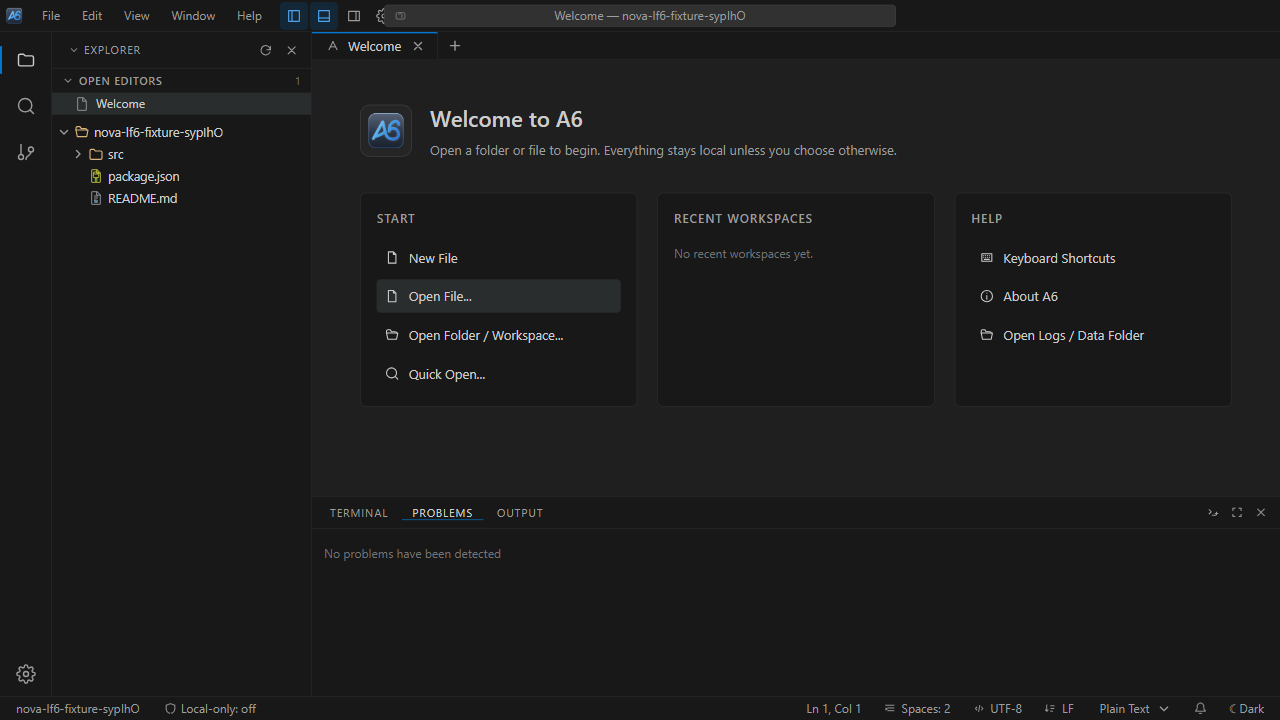 A6 File Edit View Window Help Welcome — nova-lf6-fixture-sypIhO
EXPLORER
A Welcome
OPEN EDITORS 1
Welcome
nova-lf6-fixture-sypIhO
src
package.json
README.md
A6
Welcome to A6
Open a folder or file to begin. Everything stays local unless you choose otherwise.
START
New File
Open File...
Open Folder / Workspace...
Quick Open...
RECENT WORKSPACES
No recent workspaces yet.
HELP
Keyboard Shortcuts
About A6
Open Logs / Data Folder
TERMINAL PROBLEMS OUTPUT
No problems have been detected
nova-lf6-fixture-sypIhO Local-only: off Ln 1, Col 1 Spaces: 2 UTF-8 LF Plain Text Dark